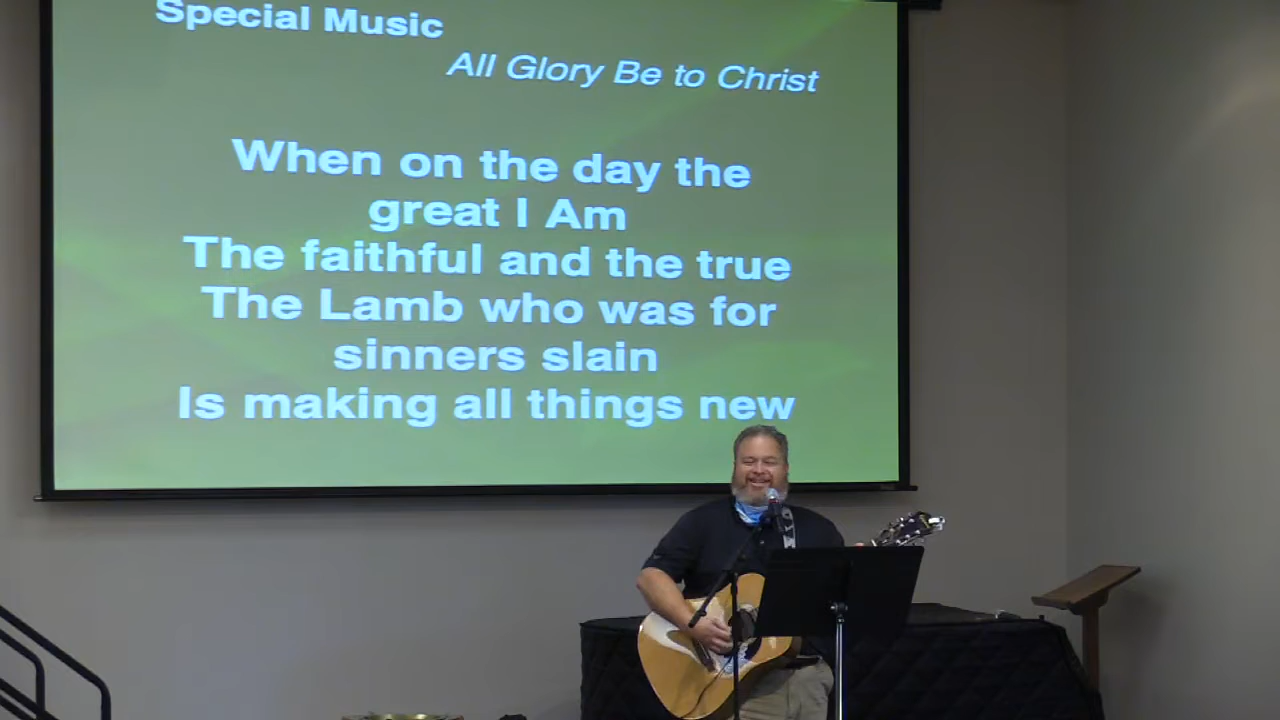 Special Music
All Glory Be to Christ
When on the day the
great I Am
The faithful and the true
The Lamb who was for
sinners slain
Is making all things new